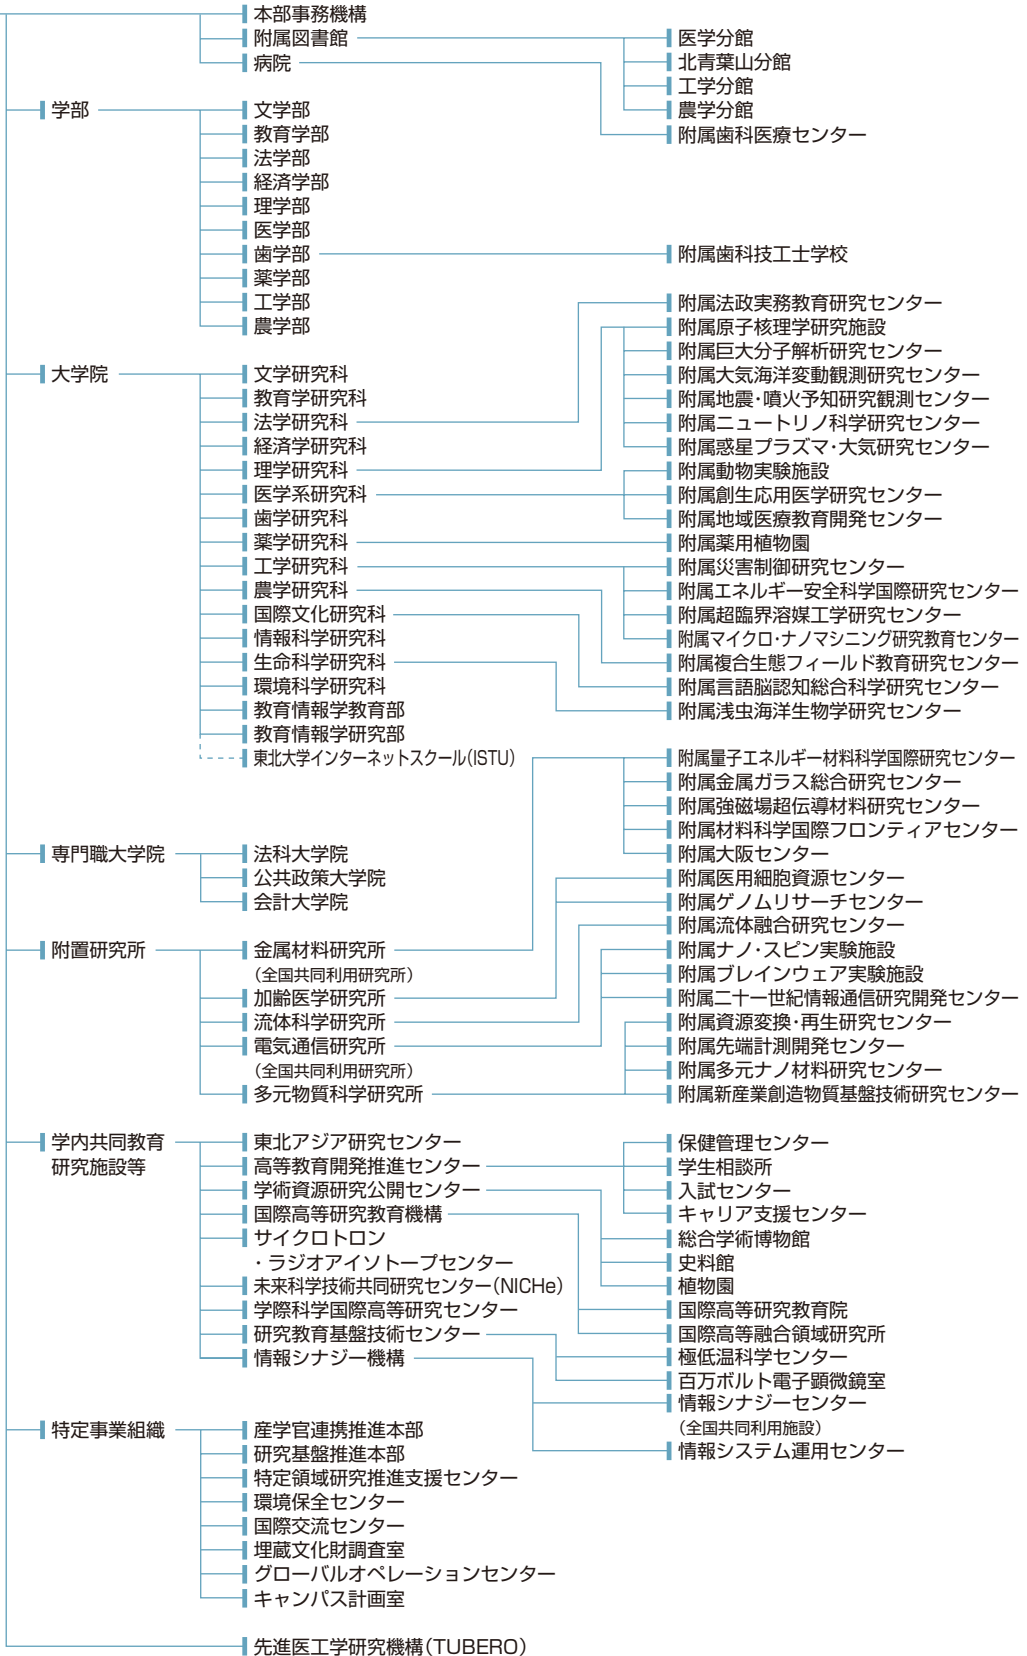 本部事務機構
附属図書館
医学分館
北青葉山分館
工学分館
農学分館
病院
附属歯科医療センター
学部
文学部
教育学部
法学部
経済学部
理学部
医学部
歯学部
附属歯科技工士学校
薬学部
工学部
農学部
大学院
文学研究科
教育学研究科
法学研究科
附属法政実務教育研究センター
経済学研究科
理学研究科
附属原子核理学研究施設
附属巨大分子解析研究センター
附属大気海洋変動観測研究センター
附属地震・噴火予知研究観測センター
附属ニュートリノ科学研究センター
附属惑星プラズマ・大気研究センター
医学系研究科
附属動物実験施設
附属創生応用医学研究センター
附属地域医療教育開発センター
歯学研究科
薬学研究科
附属薬用植物園
工学研究科
附属災害制御研究センター
附属エネルギー安全科学国際研究センター
附属超臨界溶媒工学研究センター
附属マイクロ・ナノマシニング研究教育センター
農学研究科
附属複合生態フィールド教育研究センター
国際文化研究科
附属言語脳認知総合科学研究センター
情報科学研究科
生命科学研究科
附属浅虫海洋生物学研究センター
環境科学研究科
教育情報学教育部
教育情報学研究部
東北大学インターネットスクール(ISTU)
専門職大学院
法科大学院
公共政策大学院
会計大学院
附置研究所
金属材料研究所
(全国共同利用研究所)
附属量子エネルギー材料科学国際研究センター
附属金属ガラス総合研究センター
附属強磁場超伝導材料研究センター
附属材料科学国際フロンティアセンター
附属大阪センター
加齢医学研究所
附属医用細胞資源センター
附属ゲノムリサーチセンター
流体科学研究所
附属流体融合研究センター
電気通信研究所
(全国共同利用研究所)
附属ナノ・スピン実験施設
附属ブレインウェア実験施設
附属二十一世紀情報通信研究開発センター
多元物質科学研究所
附属資源変換・再生研究センター
附属先端計測開発センター
附属多元ナノ材料研究センター
附属新産業創造物質基盤技術研究センター
学内共同教育
研究施設等
東北アジア研究センター
高等教育開発推進センター
保健管理センター
学生相談所
入試センター
キャリア支援センター
学術資源研究公開センター
総合学術博物館
史料館
植物園
国際高等研究教育機構
国際高等研究教育院
国際高等融合領域研究所
サイクロトロン
・ラジオアイソトープセンター
未来科学技術共同研究センター(NICHe)
学際科学国際高等研究センター
研究教育基盤技術センター
極低温科学センター
百万ボルト電子顕微鏡室
情報シナジー機構
情報シナジーセンター
(全国共同利用施設)
情報システム運用センター
特定事業組織
産学官連携推進本部
研究基盤推進本部
特定領域研究推進支援センター
環境保全センター
国際交流センター
埋蔵文化財調査室
グローバルオペレーションセンター
キャンパス計画室
先進医工学研究機構(TUBERO)